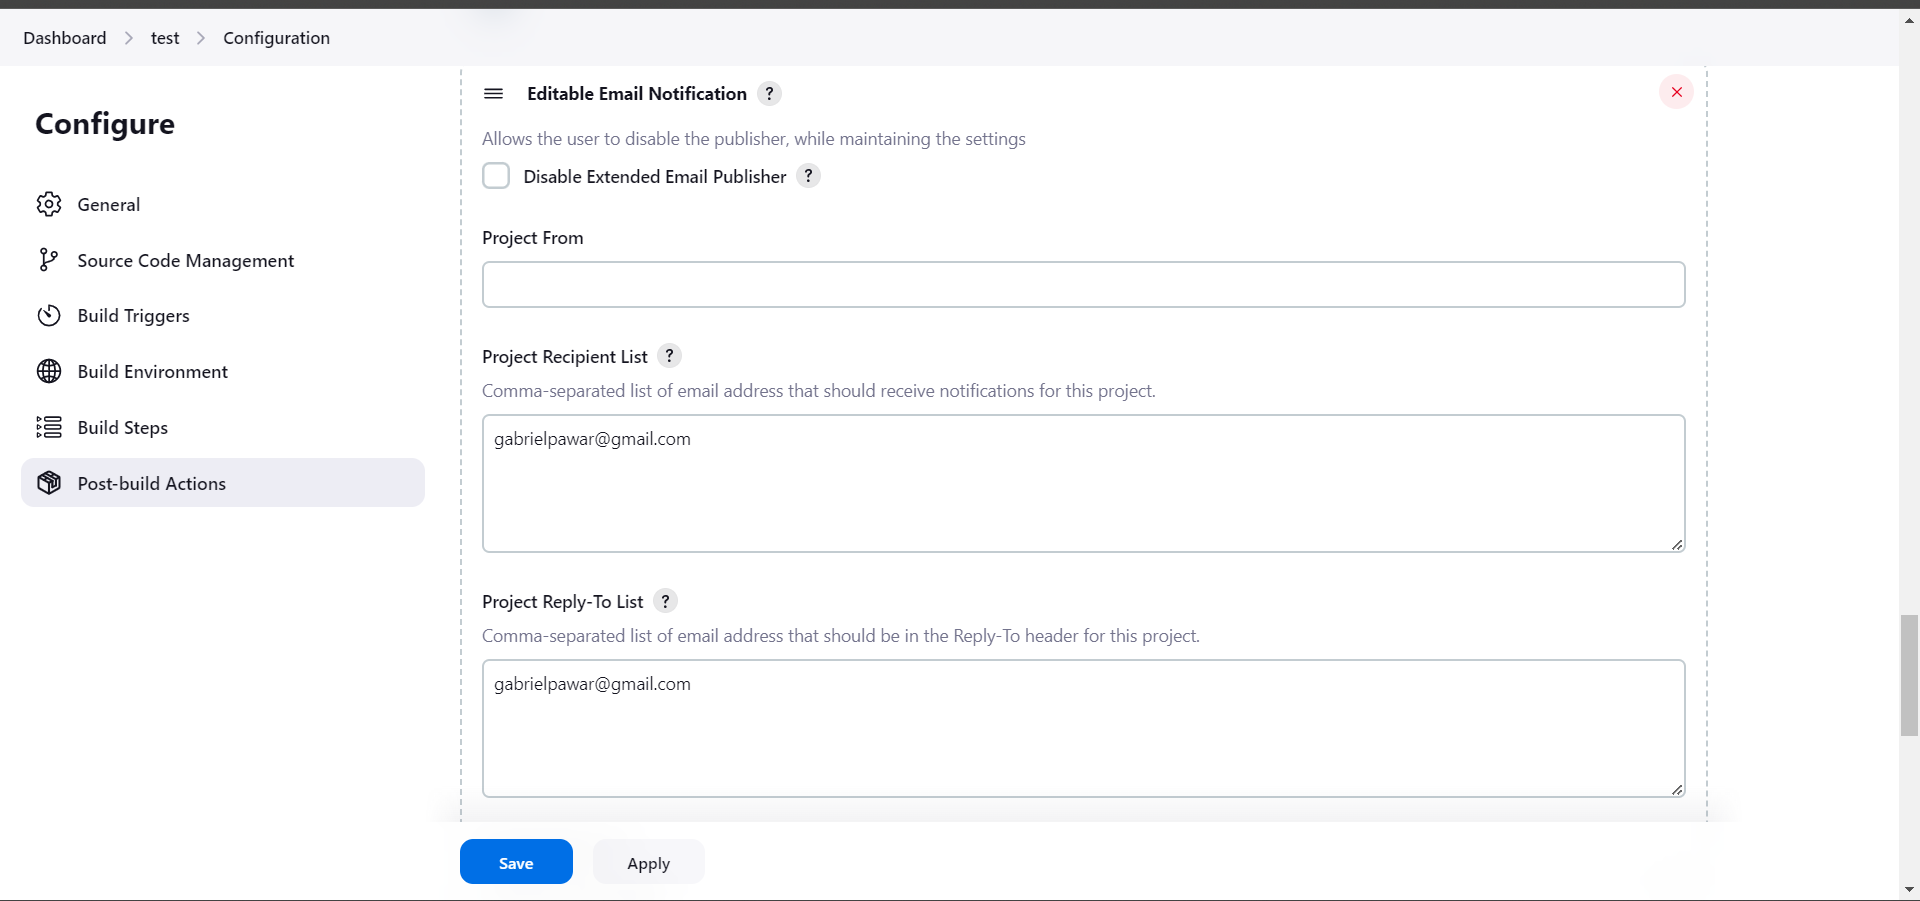 Dashboard > test > Configuration
Configure
General
Source Code Management
Build Triggers
Build Environment
Build Steps
Post-build Actions
Editable Email Notification ?
Allows the user to disable the publisher, while maintaining the settings
Disable Extended Email Publisher ?
Project From
Project Recipient List ?
Comma-separated list of email address that should receive notifications for this project.
gabrielpawar@gmail.com
Project Reply-To List ?
Comma-separated list of email address that should be in the Reply-To header for this project.
gabrielpawar@gmail.com
Save Apply